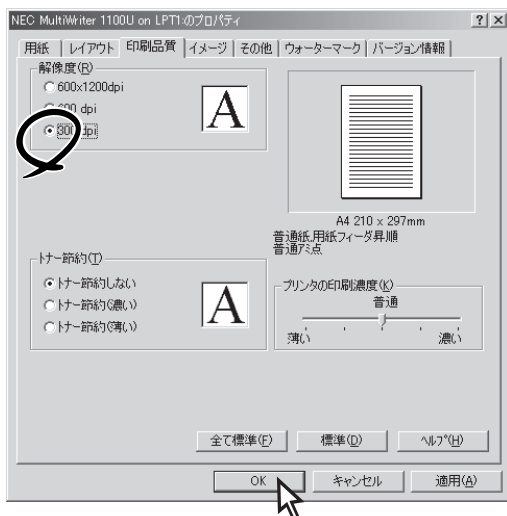 NEC MultiWriter 1100U on LPT1:のプロパティ
用紙 レイアウト 印刷品質 イメージ その他 ウォーターマーク バージョン情報
解像度(R)
600x1200dpi
600 dpi
300 dpi
A
A4 210 x 297mm
普通紙,用紙フィーダ昇順
普通アミ点
トナー節約(T)
トナー節約しない
トナー節約(濃い)
トナー節約(薄い)
A
プリンタの印刷濃度(K)
普通
薄い 濃い
全て標準(F) 標準(D) ヘルプ(H)
OK キャンセル 適用(A)